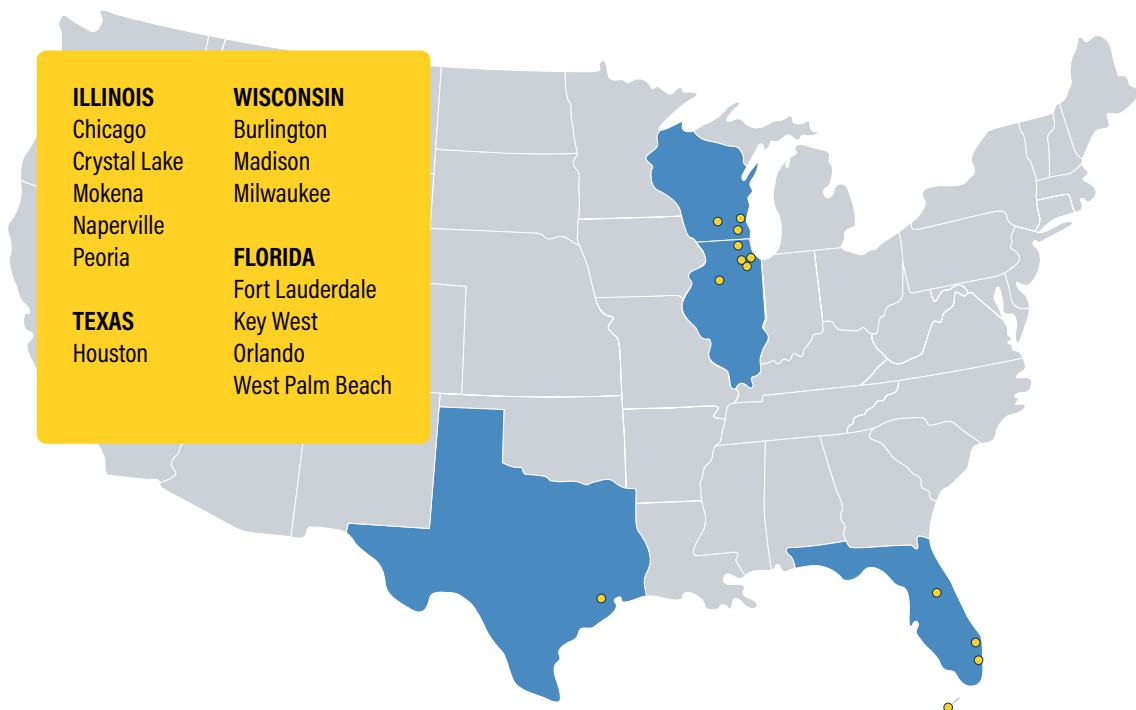 ILLINOIS
Chicago
Crystal Lake
Mokena
Naperville
Peoria
TEXAS
Houston
WISCONSIN
Burlington
Madison
Milwaukee
FLORIDA
Fort Lauderdale
Key West
Orlando
West Palm Beach